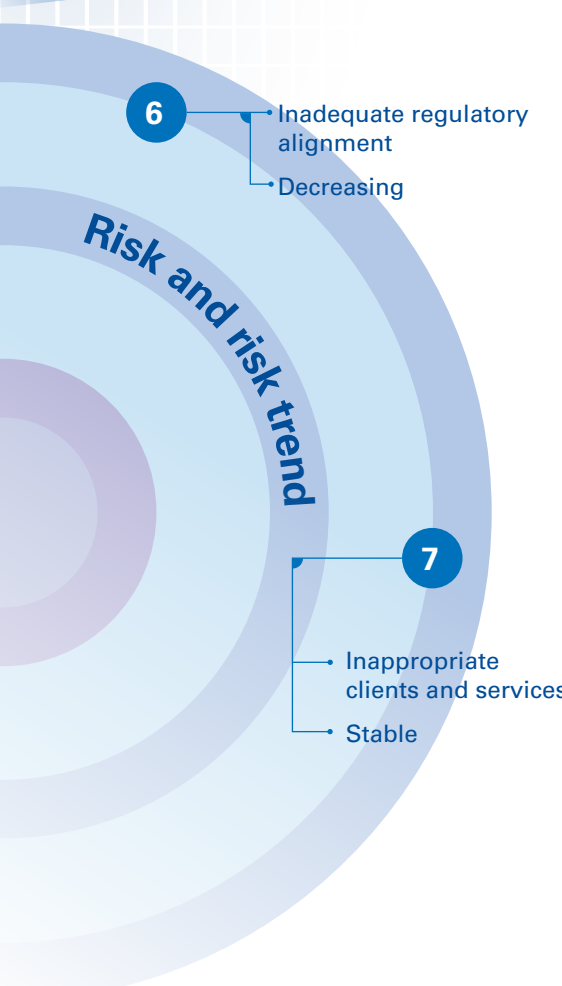 6
Inadequate regulatory
alignment
Decreasing
Risk and risk trend
7
Inappropriate
clients and services
Stable